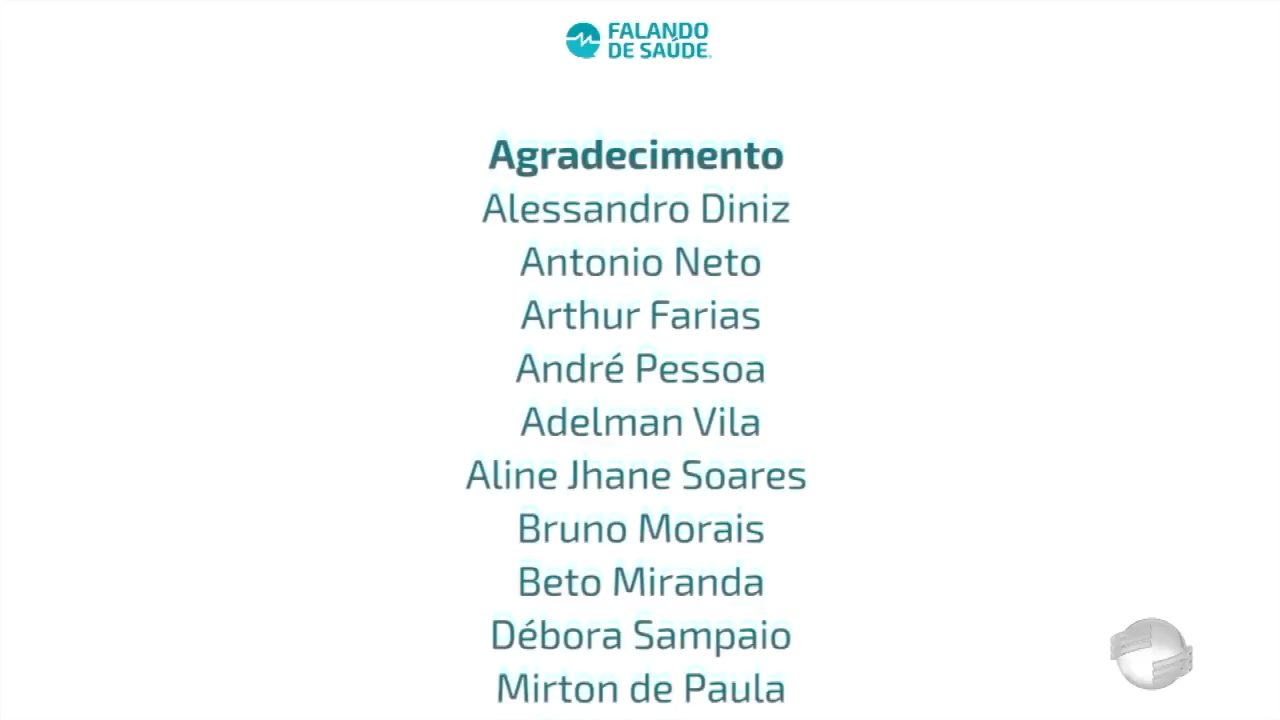 FALANDO
DE SAÚDE
Agradecimento
Alessandro Diniz
Antonio Neto
Arthur Farias
André Pessoa
Adelman Vila
Aline Jhane Soares
Bruno Morais
Beto Miranda
Débora Sampaio
Mirton de Paula